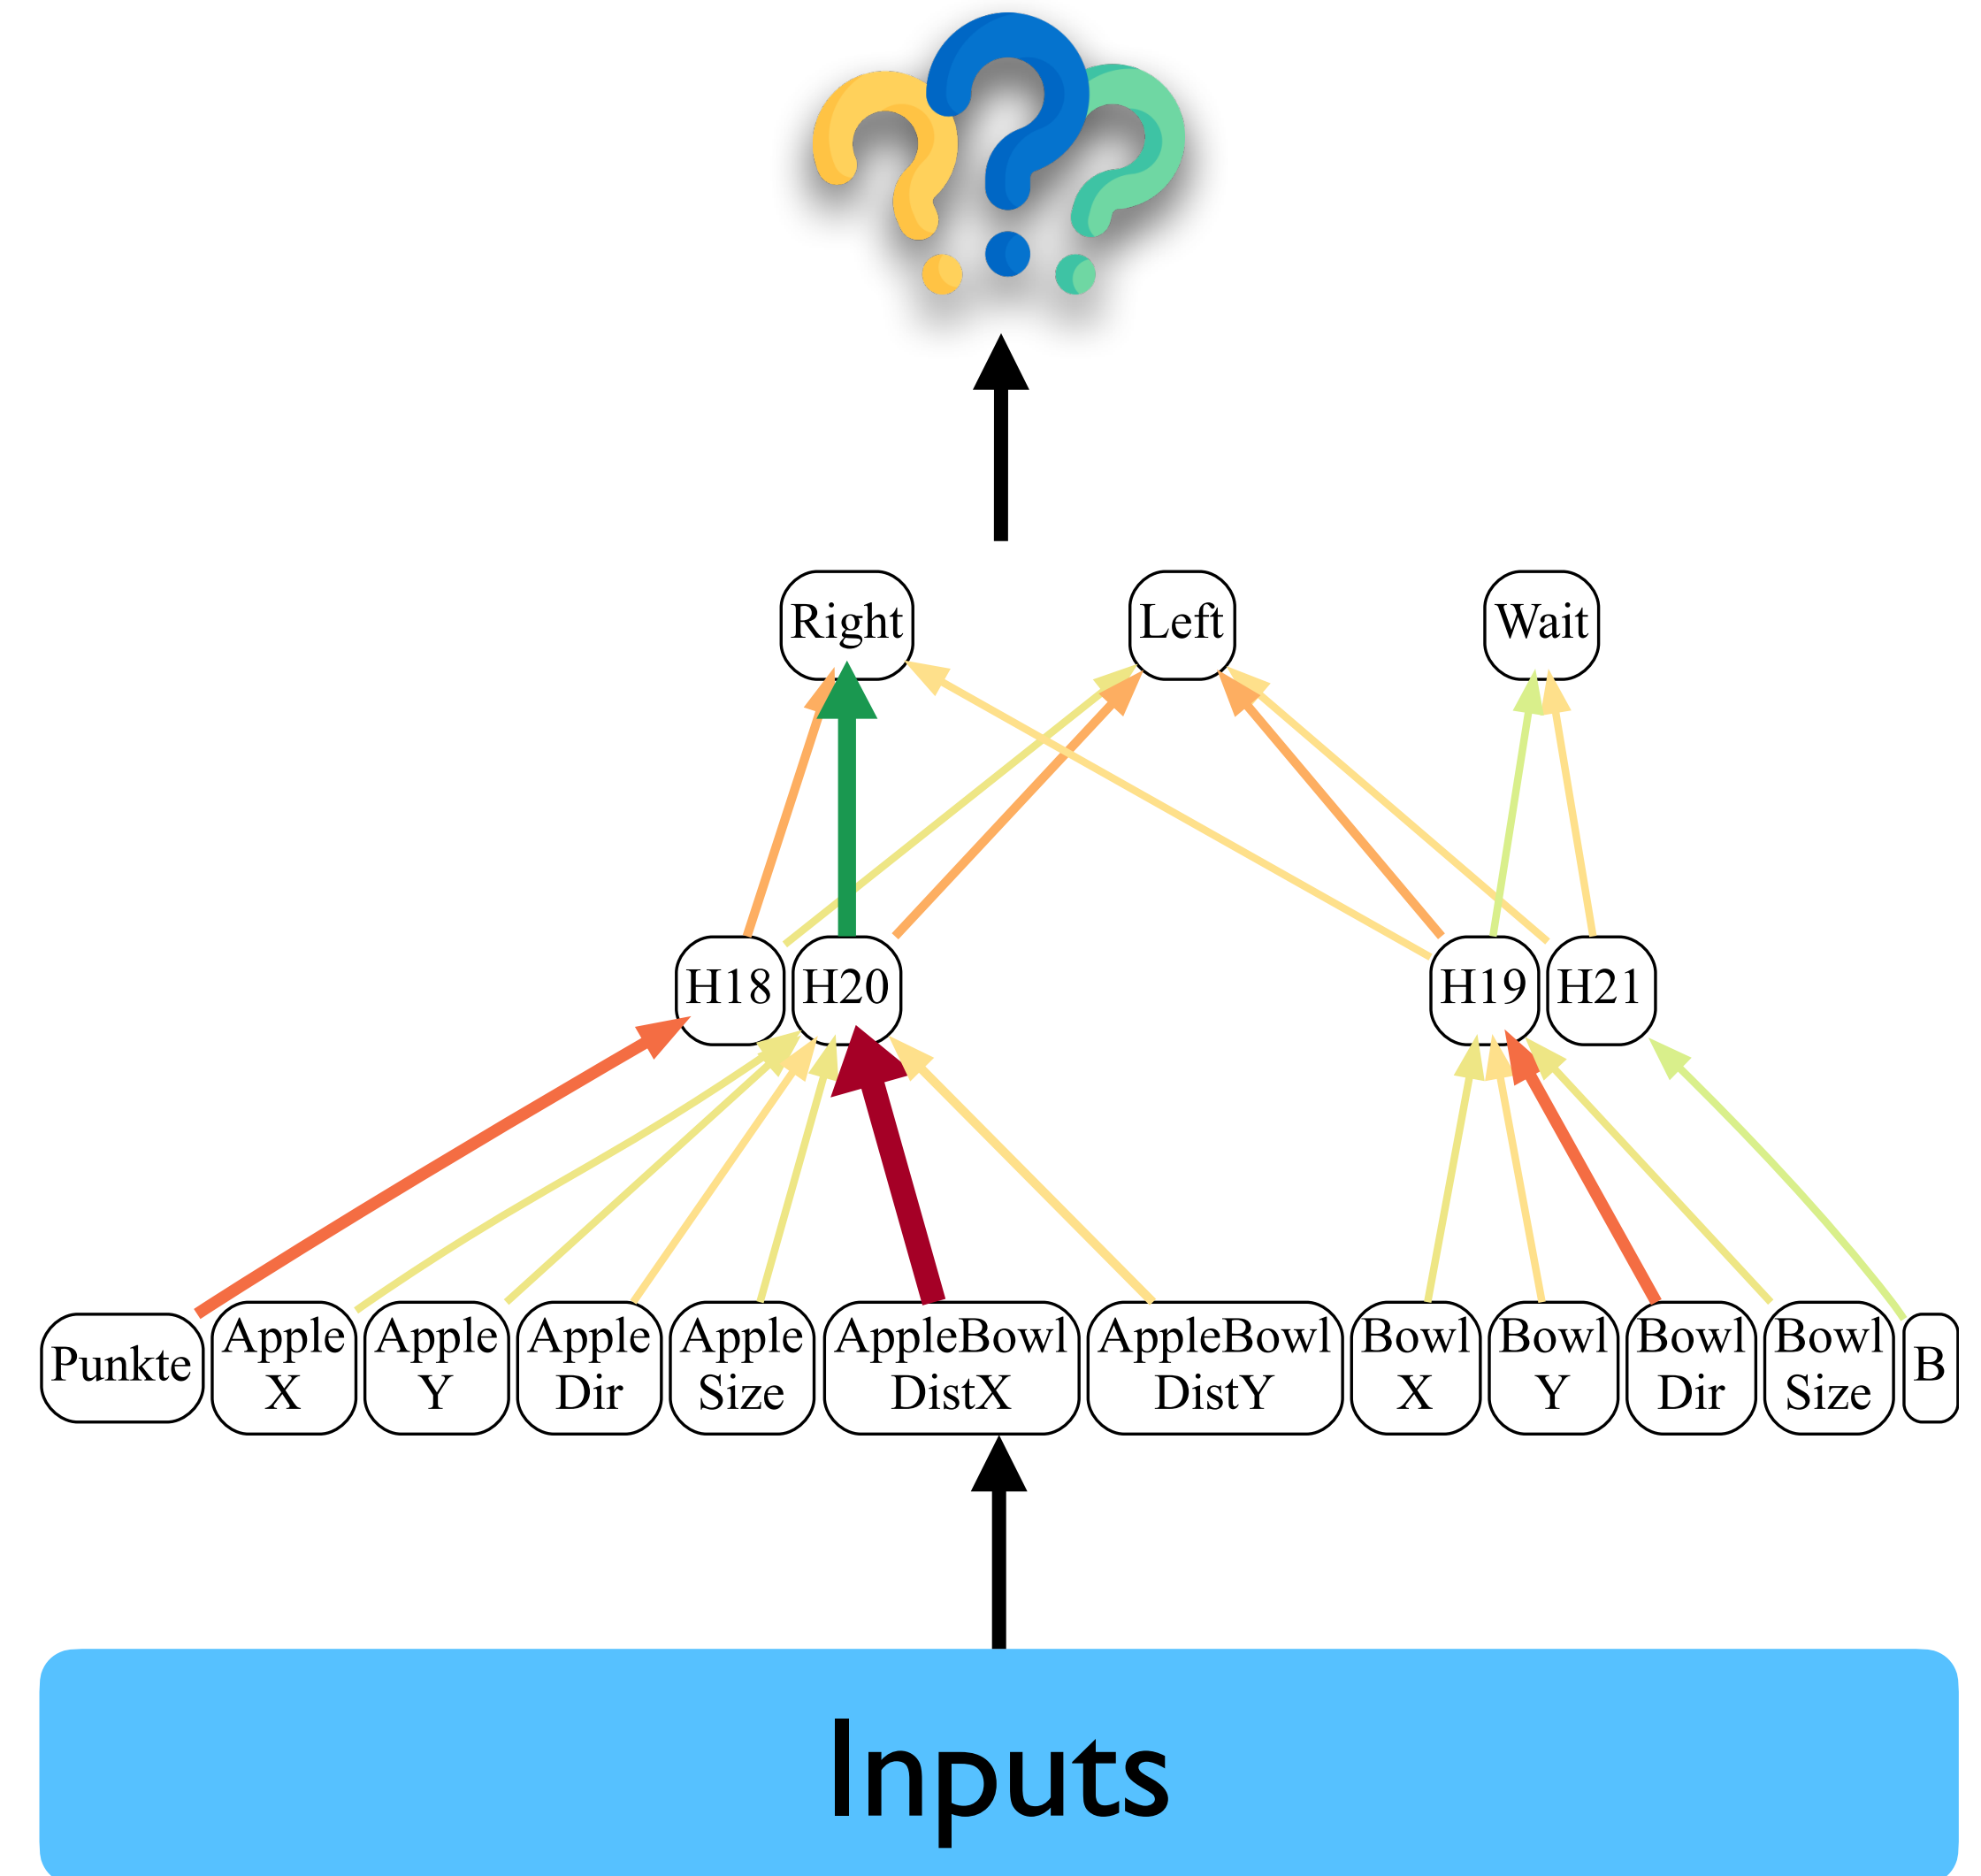 Right
Left
Wait
H18
H20
H19
H21
Punkte
Apple
X
Apple
Y
Apple
Dir
Apple
Size
AppleBowl
DistX
AppleBowl
DistY
Bowl
X
Bowl
Y
Bowl
Dir
Bowl
Size
B
Inputs